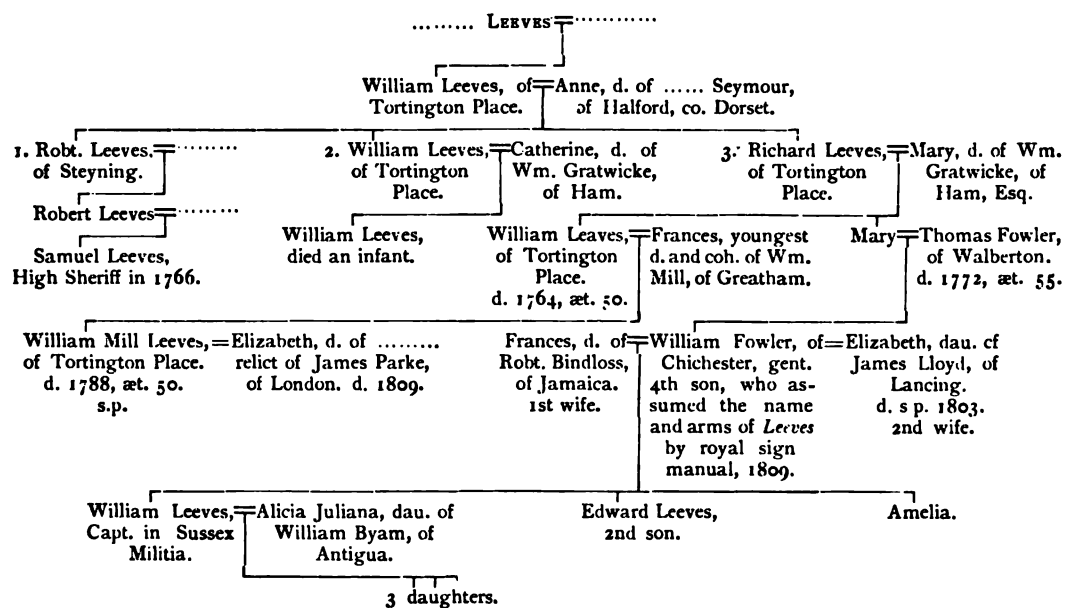 ......... LEEVES ............
William Leeves, of Tortington Place.
Anne, d. of ...... Seymour, of Halford, co. Dorset.
1. Robt. Leeves, of Steyning.
.........
2. William Leeves, of Tortington Place.
Catherine, d. of Wm. Gratwicke, of Ham.
3. Richard Leeves, of Tortington Place.
Mary, d. of Wm. Gratwicke, of Ham, Esq.
Robert Leeves
.........
Samuel Leeves,
High Sheriff in 1766.
William Leeves,
died an infant.
William Leaves,
of Tortington
Place.
d. 1764, æt. 50.
Frances, youngest
d. and coh. of Wm.
Mill, of Greatham.
Mary
Thomas Fowler,
of Walberton.
d. 1772, æt. 55.
William Mill Leeves,
of Tortington Place.
d. 1788, æt. 50.
s.p.
Elizabeth, d. of .........
relict of James Parke,
of London. d. 1809.
Frances, d. of
Robt. Bindloss,
of Jamaica.
1st wife.
William Fowler, of
Chichester, gent.
4th son, who as-
sumed the name
and arms of Leeves
by royal sign
manual, 1809.
Elizabeth, dau. of
James Lloyd, of
Lancing.
d. s p. 1803.
2nd wife.
William Leeves,
Capt. in Sussex
Militia.
Alicia Juliana, dau. of
William Byam, of
Antigua.
Edward Leeves,
2nd son.
Amelia.
3 daughters.